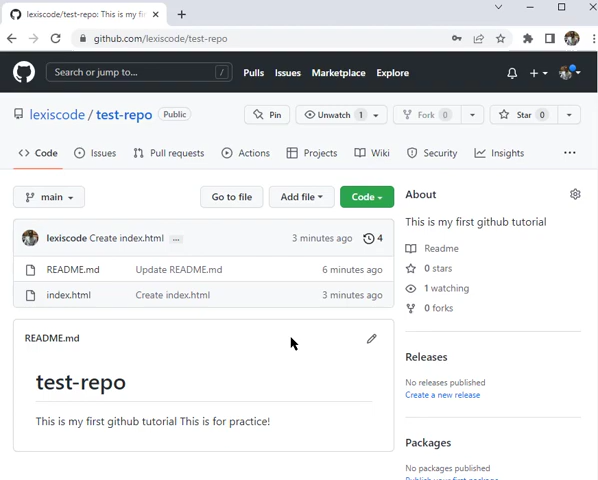 lexiscode/test-repo: This is my first
github.com/lexiscode/test-repo
Search or jump to...
/
Pulls
Issues
Marketplace
Explore
lexiscode / test-repo
Public
Pin
Unwatch 1
Fork 0
Star 0
Code
Issues
Pull requests
Actions
Projects
Wiki
Security
Insights
main
Go to file
Add file
Code
lexiscode Create index.html
3 minutes ago
4
README.md
Update README.md
6 minutes ago
index.html
Create index.html
3 minutes ago
README.md
test-repo
This is my first github tutorial This is for practice!
About
This is my first github tutorial
Readme
0 stars
1 watching
0 forks
Releases
No releases published
Create a new release
Packages
No packages published
Publish your first package